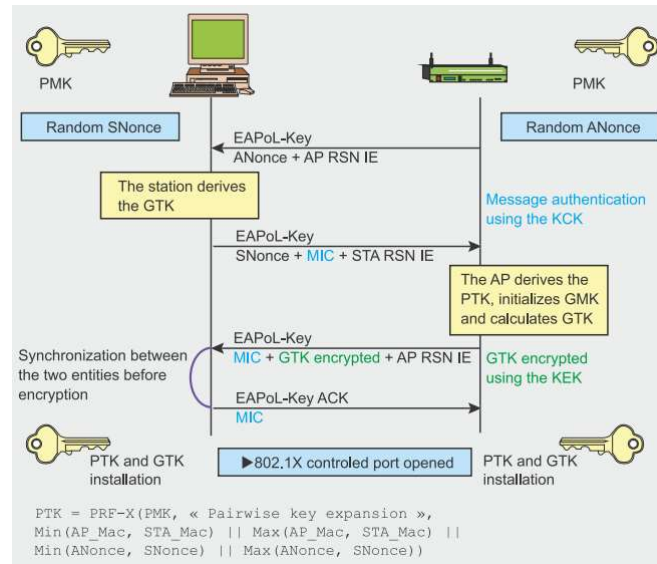 PMK
PMK
Random SNonce
Random ANonce
EAPoL-Key
ANonce + AP RSN IE
The station derives
the GTK
Message authentication
using the KCK
EAPoL-Key
SNonce + MIC + STA RSN IE
The AP derives the
PTK, initializes GMK
and calculates GTK
EAPoL-Key
MIC + GTK encrypted + AP RSN IE
Synchronization between
the two entities before
encryption
GTK encrypted
using the KEK
EAPoL-Key ACK
MIC
PTK and GTK
installation
▶802.1X controled port opened
PTK and GTK
installation
PTK = PRF-X(PMK, « Pairwise key expansion »,
Min(AP_Mac, STA_Mac) || Max(AP_Mac, STA_Mac) ||
Min(ANonce, SNonce) || Max(ANonce, SNonce))